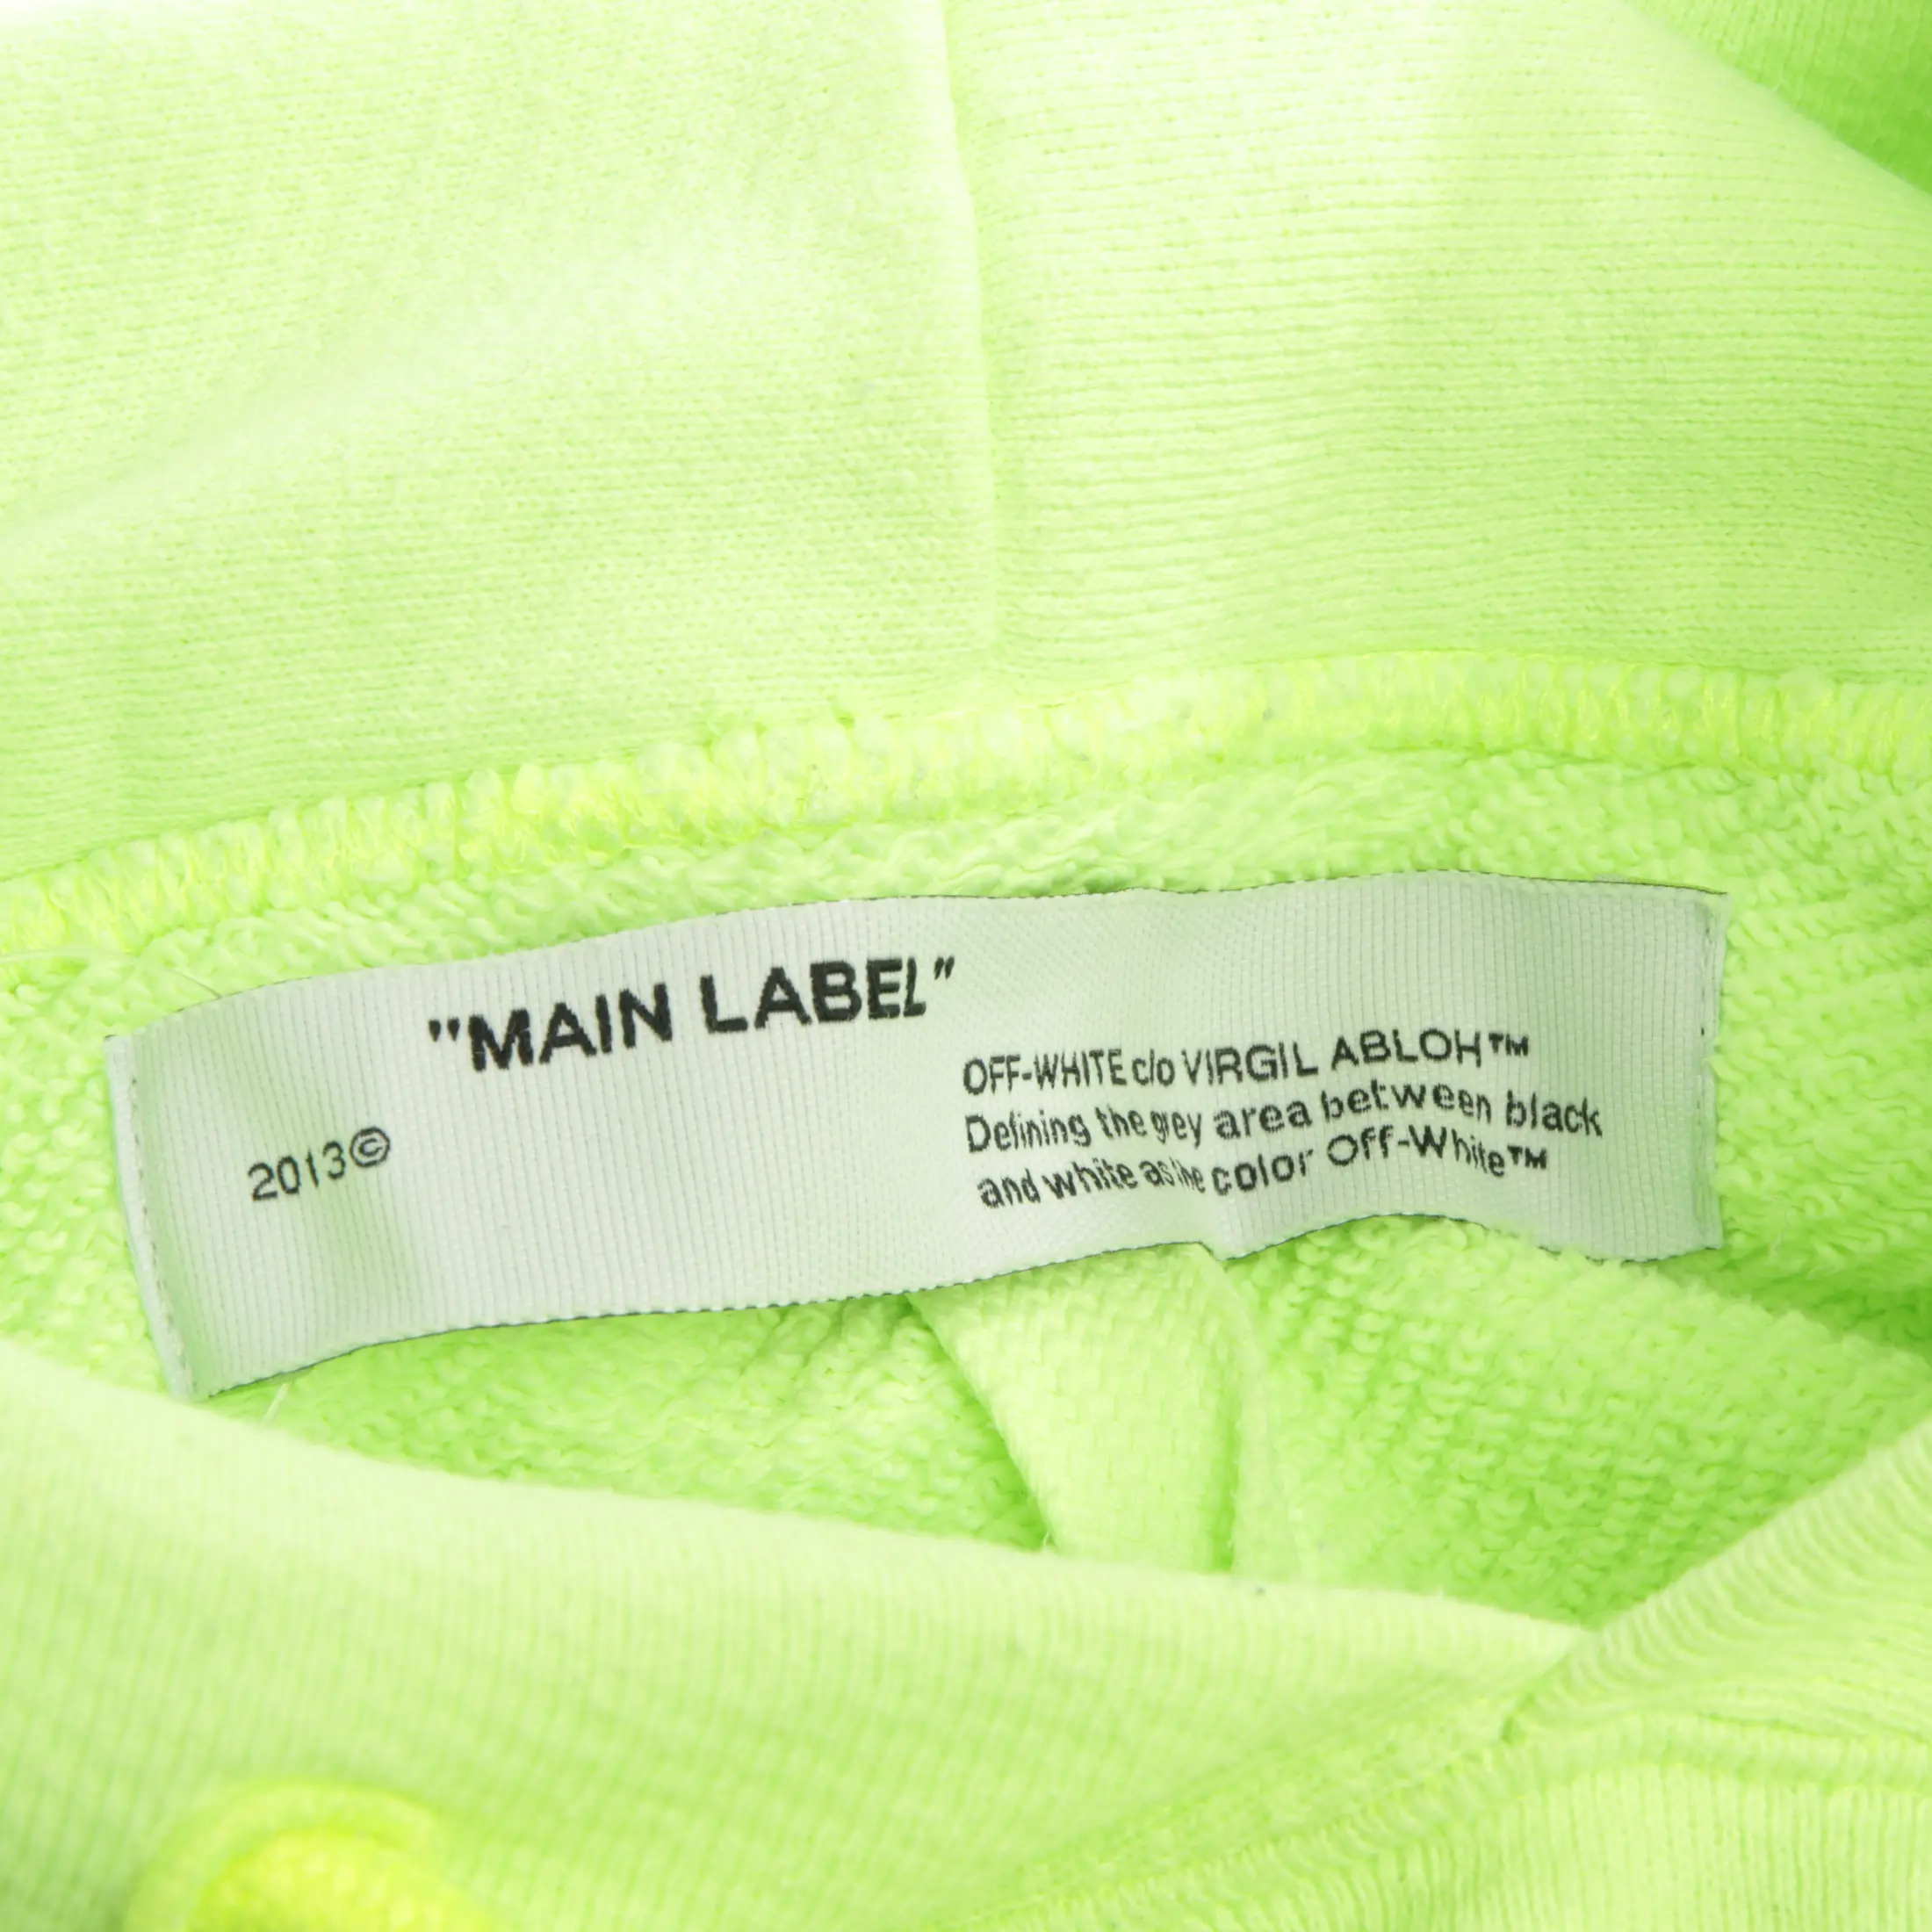 "MAIN LABEL"
2013©
OFF-WHITE c/o VIRGIL ABLOH™
Defining the grey area between black
and white as the color Off-White™